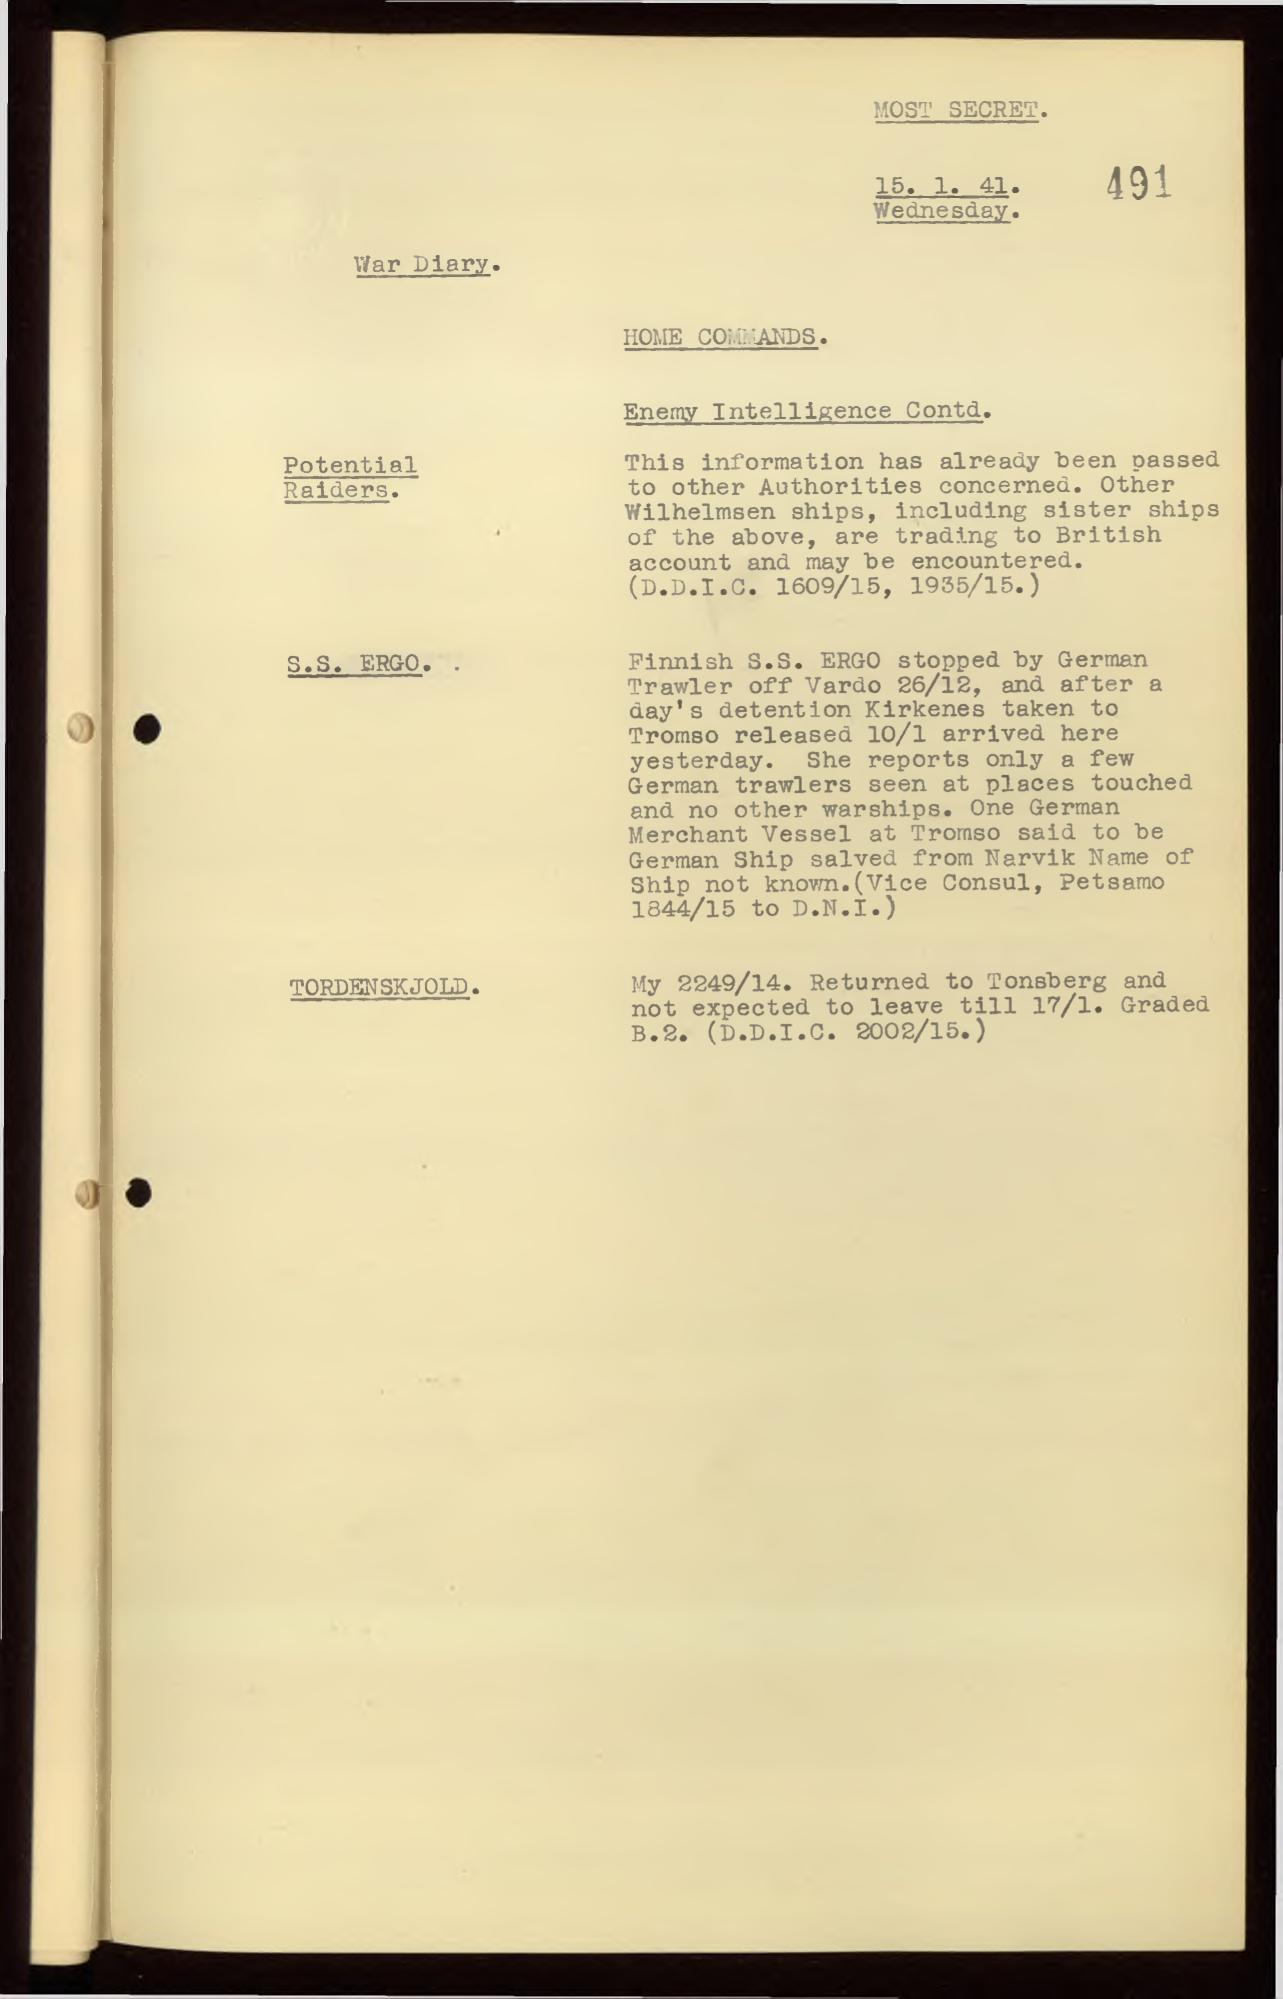 MOST SECRET.
15. 1. 41.
491
Wednesday.
War Diary.
HOME COMMANDS.
Enemy Intelligence Contd.
Potential
Raiders.
This information has already been passed
to other Authorities concerned. Other
Wilhelmsen ships, including sister ships
of the above, are trading to British
account and may be encountered.
(D.D.I.C. 1609/15, 1935/15.)
S.S. ERGO. .
Finnish S.S. ERGO stopped by German
Trawler off Vardo 26/12, and after a
day's detention Kirkenes taken to
Tromso released 10/1 arrived here
yesterday. She reports only a few
German trawlers seen at places touched
and no other warships. One German
Merchant Vessel at Tromso said to be
German Ship salved from Narvik Name of
Ship not known.(Vice Consul, Petsamo
1844/15 to D.N.I.)
TORDENSKJOLD.
My 2249/14. Returned to Tonsberg and
not expected to leave till 17/1. Graded
B.2. (D.D.I.C. 2002/15.)